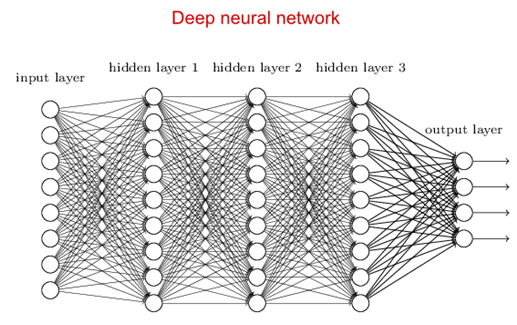 Deep neural network
hidden layer 1 hidden layer 2 hidden layer 3
input layer
output layer